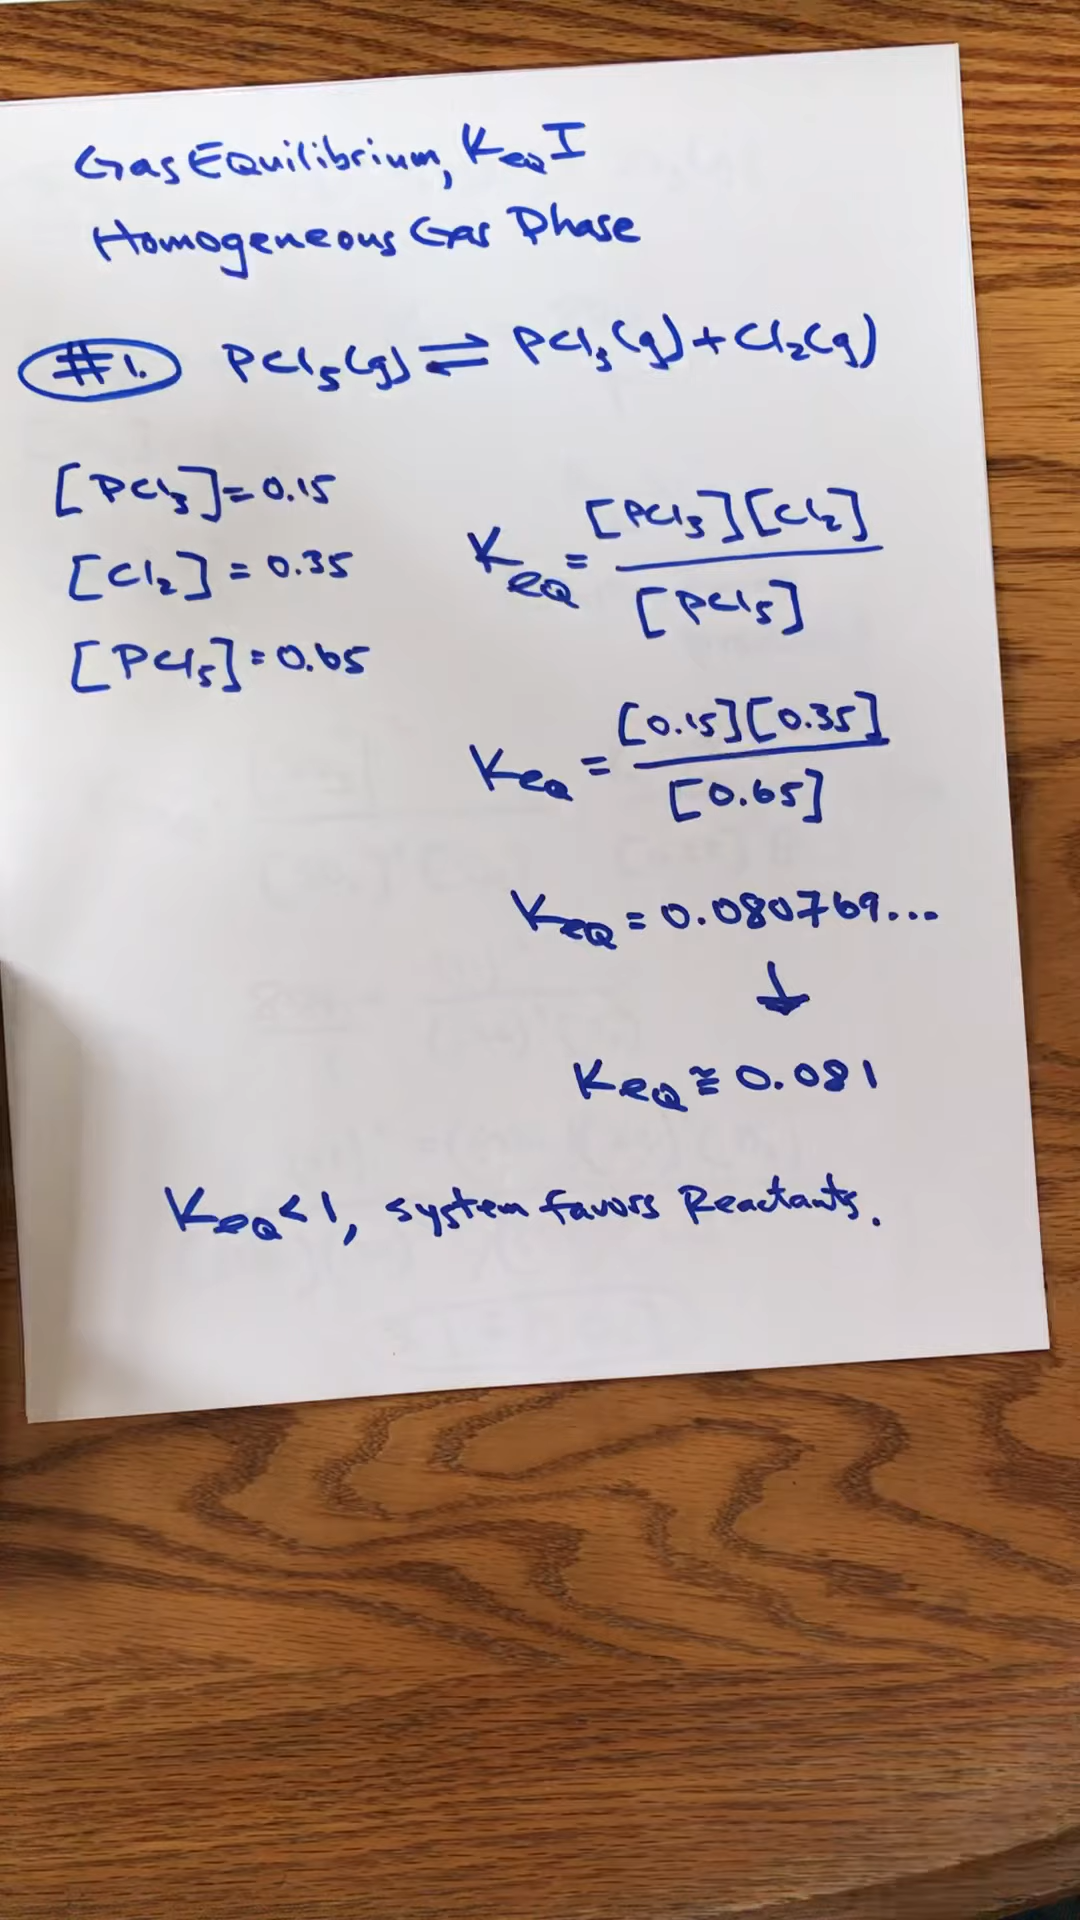 Gas Equilibrium, KeQ I
Homogeneous Gas Phase
#1. PCl₅(g) ⇌ PCl₃(g) + Cl₂(g)
[PCl₃] = 0.15
[Cl₂] = 0.35
[PCl₅] = 0.65
KeQ = [PCl₃][Cl₂] / [PCl₅]
KeQ = [0.15][0.35] / [0.65]
KeQ = 0.080769...
↓
KeQ ≅ 0.081
KeQ < 1, system favors Reactants.